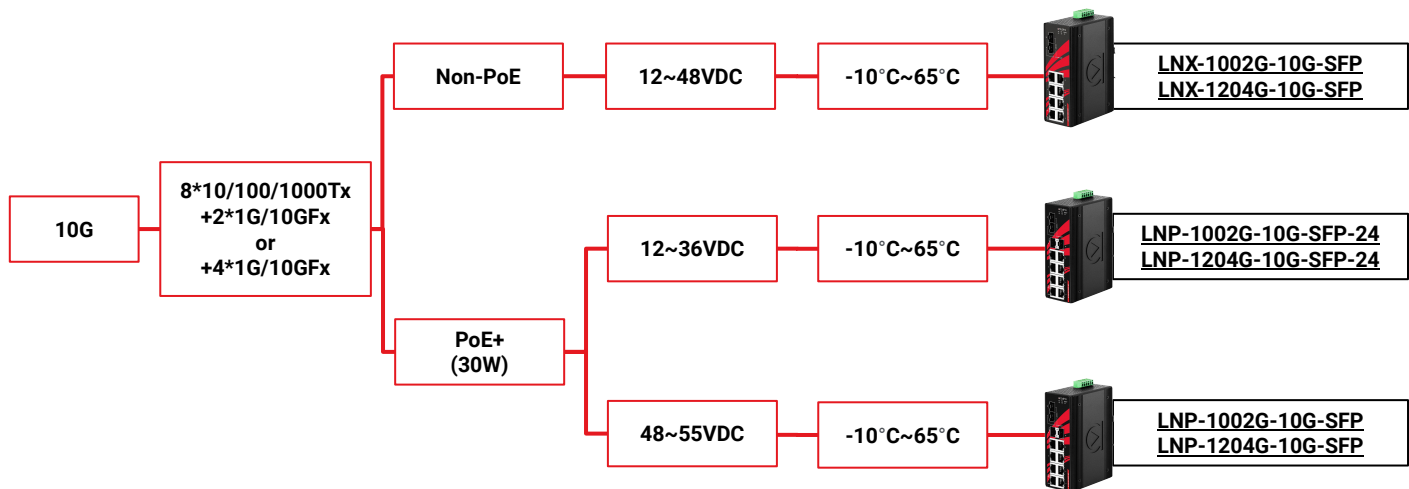 10G
8*10/100/1000Tx
+2*1G/10GFx
or
+4*1G/10GFx
Non-PoE
12~48VDC
-10°C~65°C
LNX-1002G-10G-SFP
LNX-1204G-10G-SFP
PoE+
(30W)
12~36VDC
-10°C~65°C
LNP-1002G-10G-SFP-24
LNP-1204G-10G-SFP-24
48~55VDC
-10°C~65°C
LNP-1002G-10G-SFP
LNP-1204G-10G-SFP